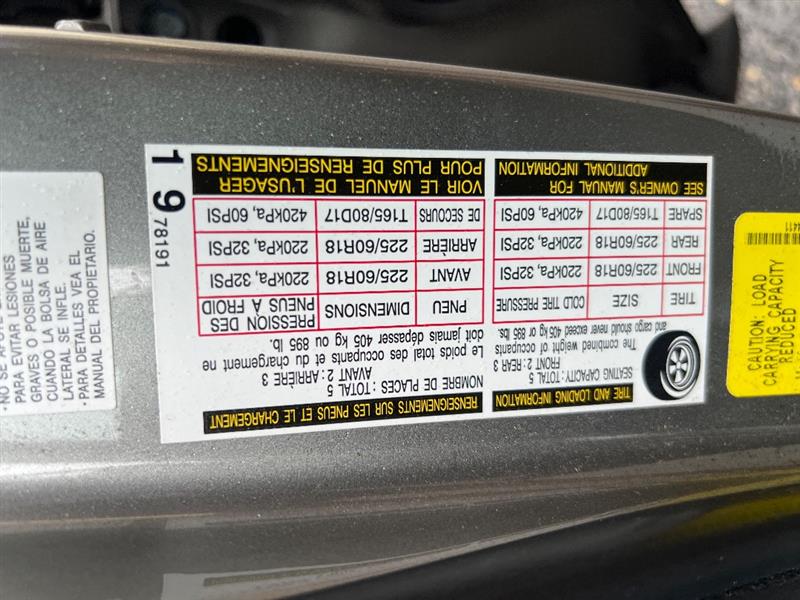 PARA EVITAR LESIONES
GRAVES O POSIBLE MUERTE,
CUANDO LA BOLSA DE AIRE
LATERAL SE INFLE.
•PARA DETALLES VEA EL
MANUAL DEL PROPIETARIO.
TIRE AND LOADING INFORMATION
SEATING CAPACITY: TOTAL 5
FRONT 2: REAR 3
The combined weight of occupants
and cargo should never exceed 405 kg or 895 lbs.
TIRE SIZE COLD TIRE PRESSURE
FRONT 225/60R18 220kPa, 32PSI
REAR 225/60R18 220kPa, 32PSI
SPARE T165/80D17 420kPa, 60PSI
SEE OWNER'S MANUAL FOR
ADDITIONAL INFORMATION
RENSEIGNEMENTS SUR LES PNEUS ET LE CHARGEMENT
NOMBRE DE PLACES : TOTAL 5
AVANT 2: ARRIÈRE 3
Le poids total des occupants et du chargement ne
doit jamais dépasser 405 kg ou 895 lb.
PNEU DIMENSIONS PRESSION DES PNEUS À FROID
AVANT 225/60R18 220kPa, 32PSI
ARRIÈRE 225/60R18 220kPa, 32PSI
DE SECOURS T165/80D17 420kPa, 60PSI
VOIR LE MANUEL DE L'USAGER
POUR PLUS DE RENSEIGNEMENTS
1 9 78191
CAUTION: LOAD
CARRYING CAPACITY
REDUCED